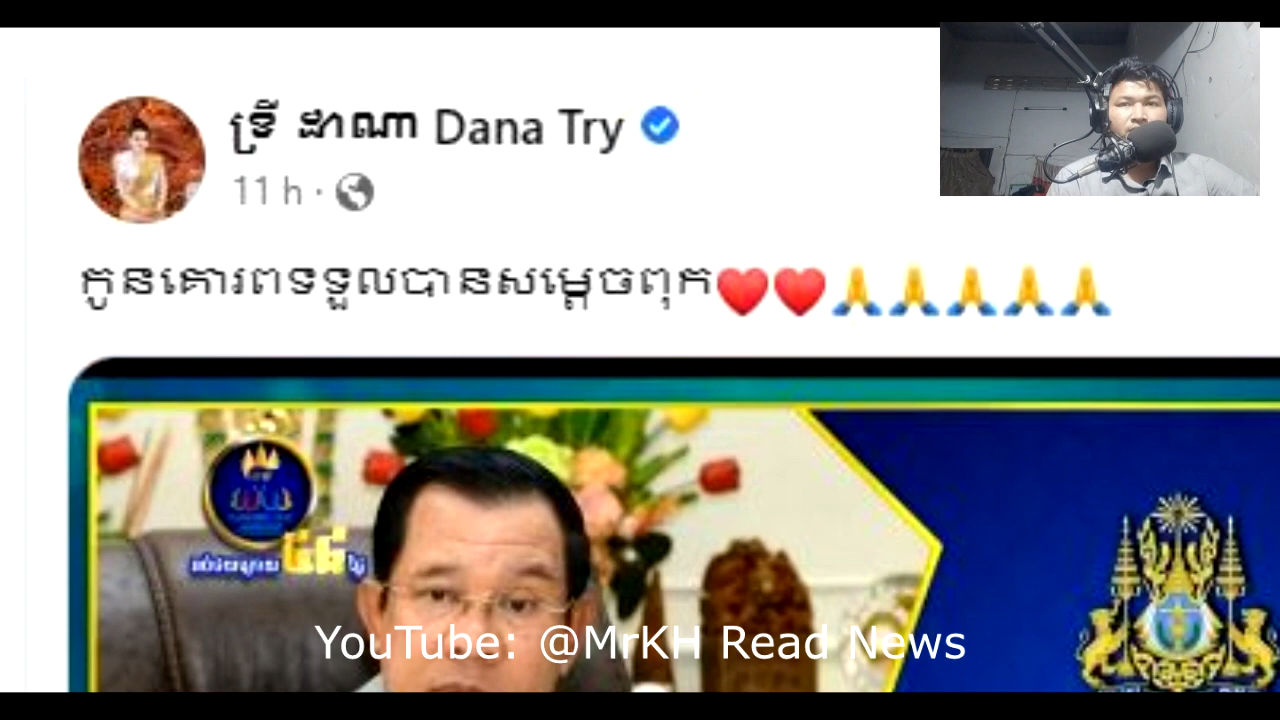 ទ្រី ដាណា Dana Try
11 h ·
កូនគោរពទទួលបានសម្ដេចពុក❤️❤️🙏🙏🙏🙏🙏
YouTube: @MrKH Read News